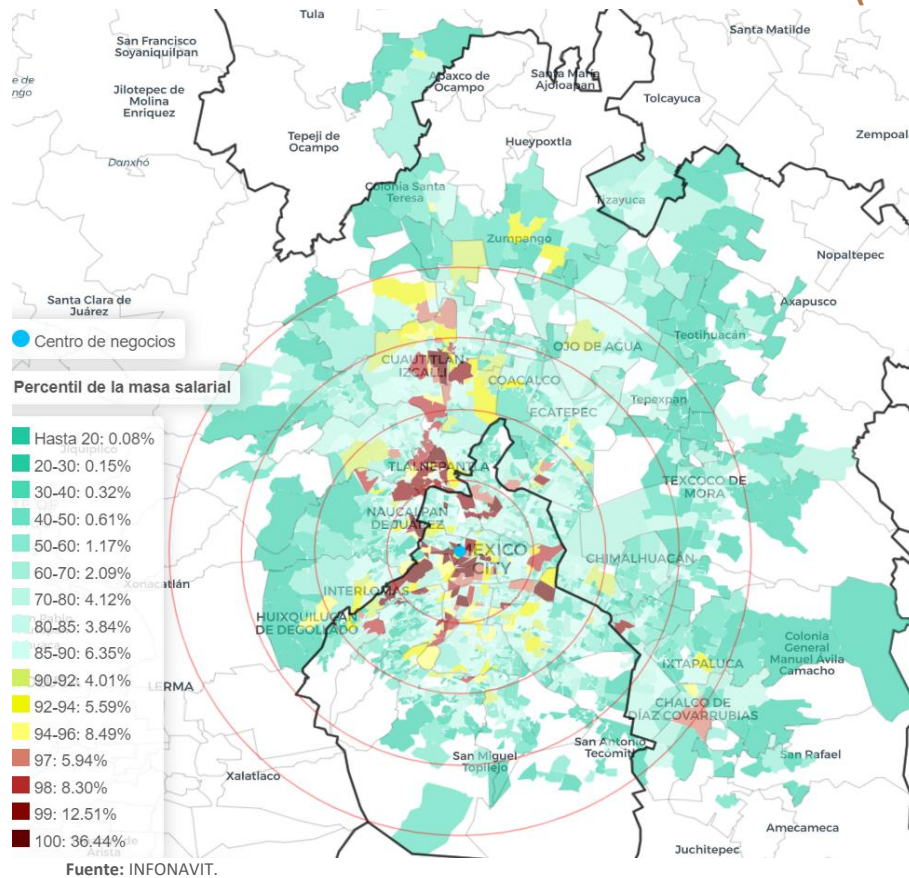 Tula
Santa Matilde
San Francisco
Soyaniquilpan
Apaxco de
Ocampo
Santa María
Ajoloapan
Jilotepec de
Molina
Enriquez
Tolcayuca
Zempoal
Tepeji de
Ocampo
Hueypoxtla
Danxhó
Colonia Santa
Teresa
Tizayuca
Zumpango
Nopaltepec
Santa Clara de
Juárez
Axapusco
Teotihuacán
Centro de negocios
OJO DE AGUA
CUAUTITLÁN
IZCALLI
COACALCO
Percentil de la masa salarial
Tepexpan
ECATEPEC
Hasta 20: 0.08%
Jiquipilco
20-30: 0.15%
30-40: 0.32%
40-50: 0.61%
50-60: 1.17%
60-70: 2.09%
70-80: 4.12%
80-85: 3.84%
85-90: 6.35%
90-92: 4.01%
92-94: 5.59%
94-96: 8.49%
97: 5.94%
98: 8.30%
99: 12.51%
100: 36.44%
TLALNEPANTLA
TEXCOCO DE
MORA
NAUCALPAN
DE JUÁREZ
MEXICO
CITY
CHIMALHUACÁN
Xonacatlán
INTERLOMAS
HUIXQUILUCAN
DE DEGOLLADO
Colonia
General
Manuel Ávila
Camacho
IXTAPALUCA
LERMA
CHALCO DE
DÍAZ COVARRUBIAS
San Antonio
Tecómitl
San Miguel
Topilejo
San Rafael
Xalatlaco
Amecameca
Juchitepec
Fuente: INFONAVIT.